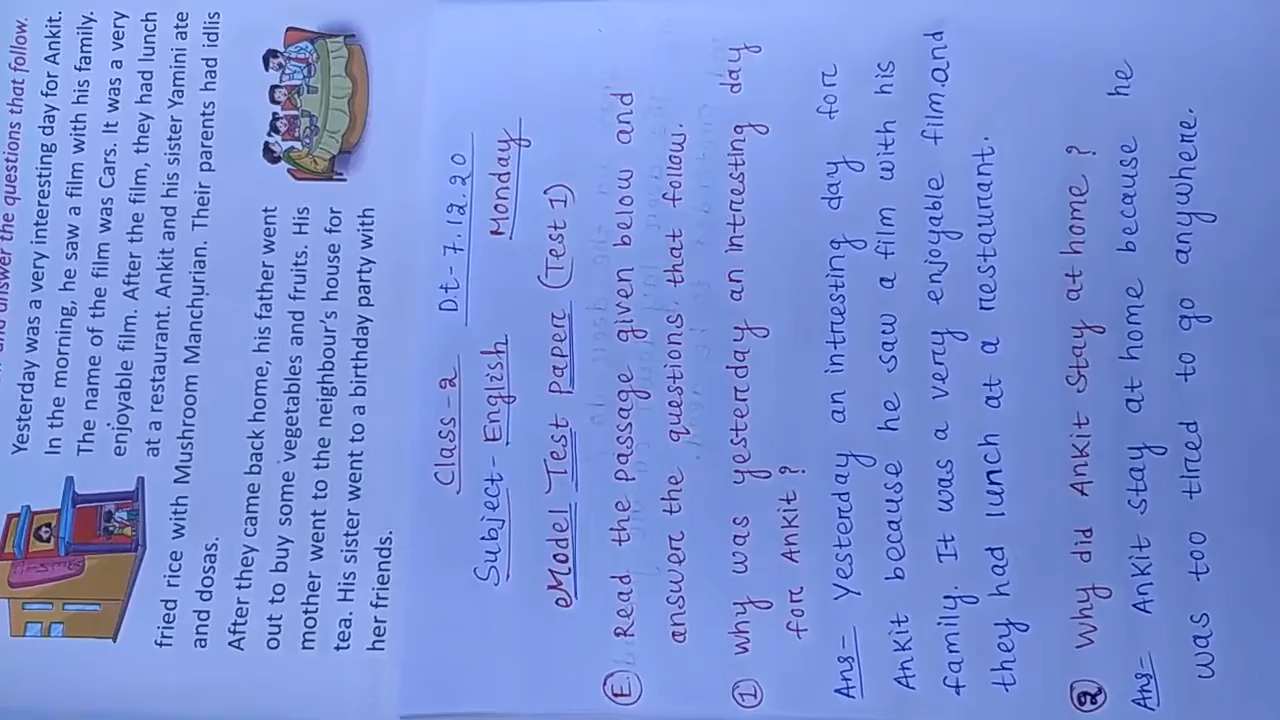 answer the questions that follow.
Yesterday was a very interesting day for Ankit.
In the morning, he saw a film with his family.
The name of the film was Cars. It was a very
enjoyable film. After the film, they had lunch
at a restaurant. Ankit and his sister Yamini ate
fried rice with Mushroom Manchurian. Their parents had idlis
and dosas.
After they came back home, his father went
out to buy some vegetables and fruits. His
mother went to the neighbour's house for
tea. His sister went to a birthday party with
her friends.
Class-2 Dt-7.12.20
Subject-English Monday
Model Test Paper (Test 1)
(E) Read the passage given below and
answer the questions that follow.
(1) Why was yesterday an intresting day
for Ankit?
Ans= Yesterday an intresting day for
Ankit because he saw a film with his
family. It was a very enjoyable film.and
they had lunch at a restaurant.
(2) Why did Ankit stay at home?
Ans= Ankit stay at home because he
was too tired to go anywhere.